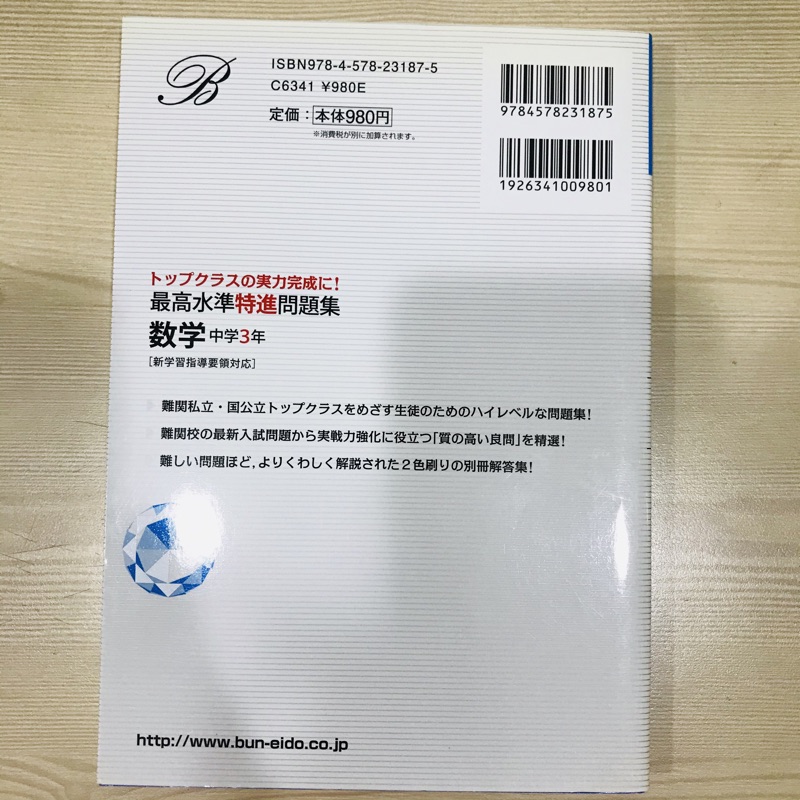 B
ISBN978-4-578-23187-5
C6341 ¥980E
定価：本体980円
※消費税が別に加算されます。
9784578231875
1926341009801
トップクラスの実力完成に!
最高水準特進問題集
数学 中学3年
［新学習指導要領対応］
難関私立・国公立トップクラスをめざす生徒のためのハイレベルな問題集!
難関校の最新入試問題から実戦力強化に役立つ「質の高い良問」を精選!
難しい問題ほど，よりくわしく解説された2色刷りの別冊解答集!
http://www.bun-eido.co.jp